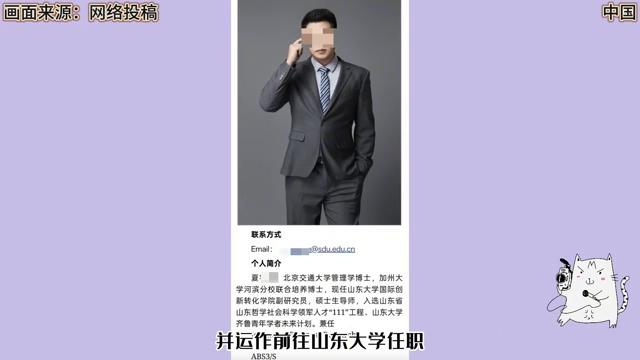 画面来源：网络投稿
中国
联系方式
Email: @sdu.edu.cn
个人简介
夏 北京交通大学管理学博士，加州大
学河滨分校联合培养博士，现任山东大学国际创
新转化学院副研究员，硕士生导师，入选山东省
山东哲学社会科学领军人才“111”工程、山东大学
齐鲁青年学者未来计划。兼任
并运作前往山东大学任职
ABS3/S